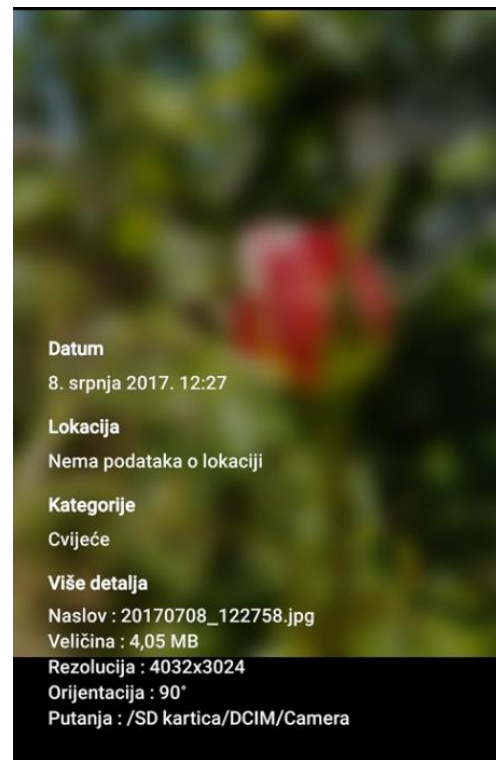 Datum
8. srpnja 2017. 12:27
Lokacija
Nema podataka o lokaciji
Kategorije
Cvijeće
Više detalja
Naslov : 20170708_122758.jpg
Veličina : 4,05 MB
Rezolucija : 4032x3024
Orijentacija : 90°
Putanja : /SD kartica/DCIM/Camera